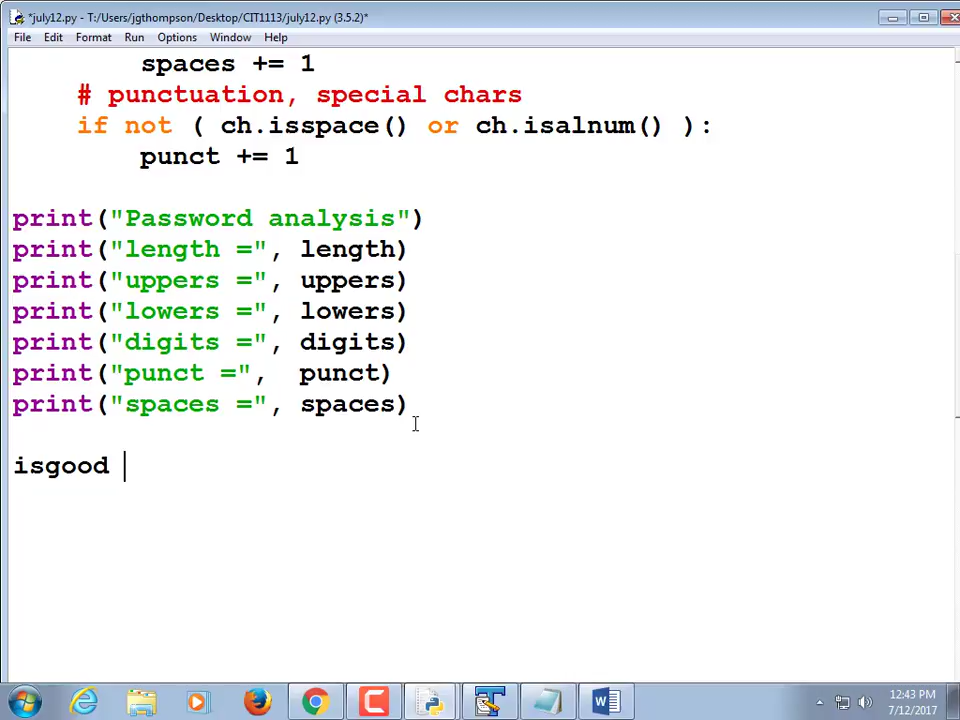 *july12.py - T:/Users/jgthompson/Desktop/CIT1113/july12.py (3.5.2)*
File Edit Format Run Options Window Help
spaces += 1
# punctuation, special chars
if not ( ch.isspace() or ch.isalnum() ):
punct += 1
print("Password analysis")
print("length =", length)
print("uppers =", uppers)
print("lowers =", lowers)
print("digits =", digits)
print("punct =",  punct)
print("spaces =", spaces)
isgood
12:43 PM
7/12/2017